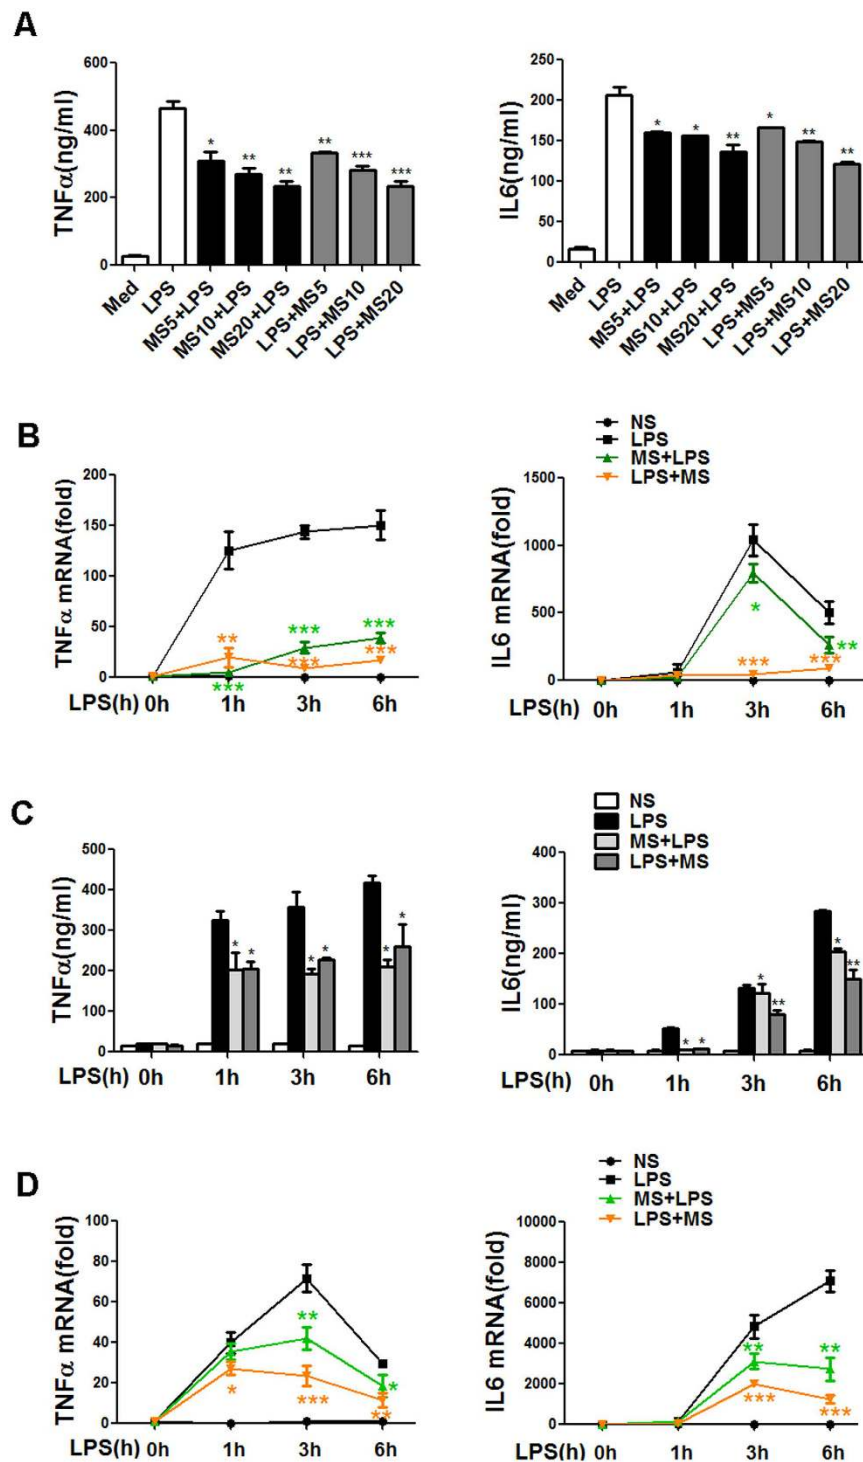 A
TNFα(ng/ml)
600
400
200
0
* ** ** ** *** ***
Med LPS MS5+LPS MS10+LPS MS20+LPS LPS+MS5 LPS+MS10 LPS+MS20
IL6(ng/ml)
250
200
150
100
50
0
* * ** * ** **
Med LPS MS5+LPS MS10+LPS MS20+LPS LPS+MS5 LPS+MS10 LPS+MS20
B
TNFα mRNA(fold)
200
150
100
50
0
** *** ***
*** *** ***
LPS(h) 0h 1h 3h 6h
NS
LPS
MS+LPS
LPS+MS
IL6 mRNA(fold)
1500
1000
500
0
* **
*** ***
LPS(h) 0h 1h 3h 6h
C
TNFα(ng/ml)
500
400
300
200
100
0
* * * * * *
LPS(h) 0h 1h 3h 6h
NS
LPS
MS+LPS
LPS+MS
IL6(ng/ml)
400
300
200
100
0
* * * ** * **
LPS(h) 0h 1h 3h 6h
D
TNFα mRNA(fold)
100
80
60
40
20
0
** *
* *** **
LPS(h) 0h 1h 3h 6h
NS
LPS
MS+LPS
LPS+MS
IL6 mRNA(fold)
10000
8000
6000
4000
2000
0
** **
*** ***
LPS(h) 0h 1h 3h 6h